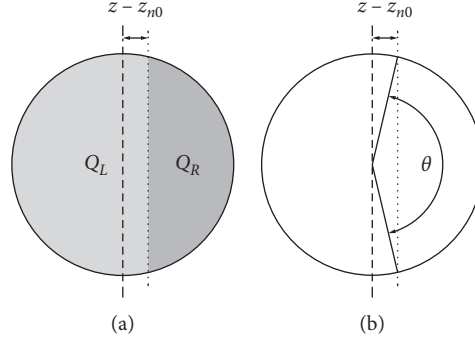 z − z_{n0}
z − z_{n0}
Q_L
Q_R
θ
(a)
(b)